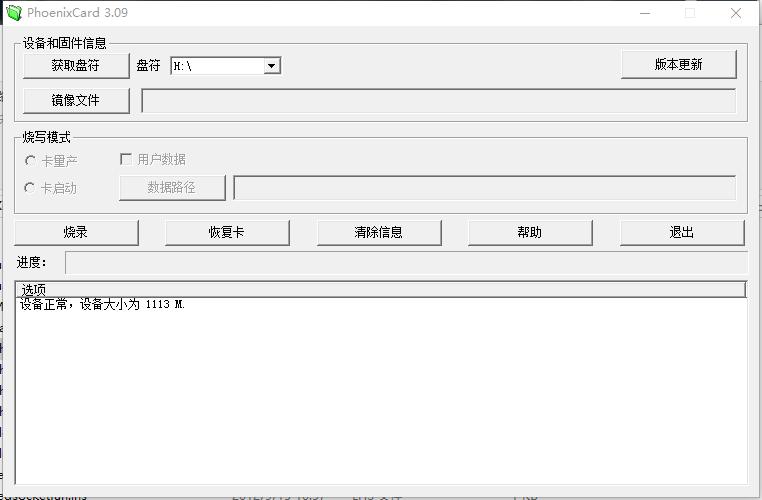 PhoenixCard 3.09
设备和固件信息
获取盘符 盘符 H:\ 版本更新
镜像文件
烧写模式
卡量产 用户数据
卡启动 数据路径
烧录 恢复卡 清除信息 帮助 退出
进度:
选项
设备正常, 设备大小为 1113 M.